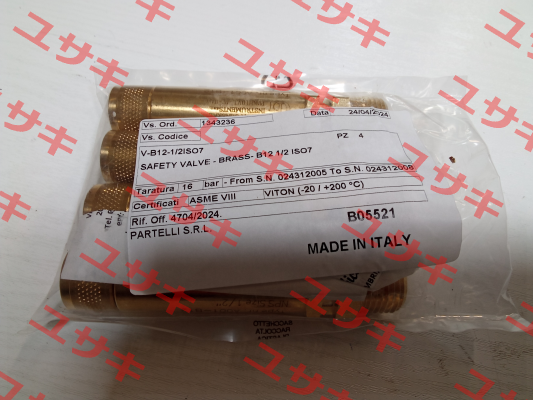 Vs. Ord. 1343236 Data 24/04/2024
Vs. Codice
V-B12-1/2ISO7 PZ 4
SAFETY VALVE - BRASS- B12 1/2 ISO7
Taratura 16 bar - From S.N. 024312005 To S.N. 024312008
Certificati ASME VIII VITON (-20 / +200 °C)
Rif. Off. 4704/2024. B05521
PARTELLI S.R.L.
MADE IN ITALY
SACCHETTO
RACCOLTA
ユサキ
ユサキ
ユサキ
ユサキ
ユサキ
ユサキ
ユサキ